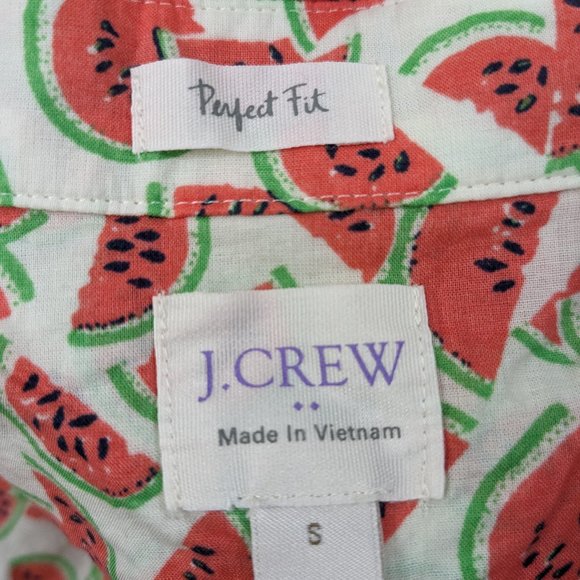 Perfect Fit
J.CREW
Made In Vietnam
S